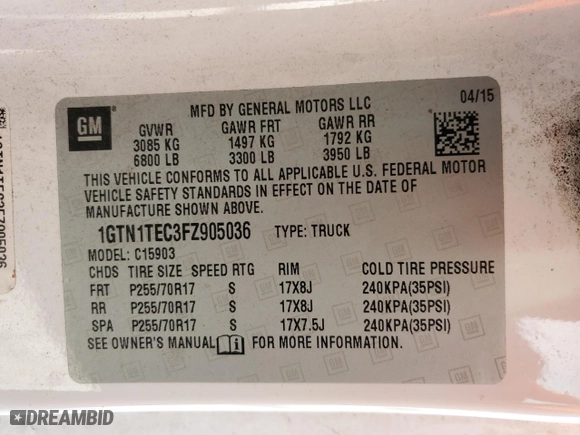 MFD BY GENERAL MOTORS LLC
04/15
GM
GVWR GAWR FRT GAWR RR
3085 KG 1497 KG 1792 KG
6800 LB 3300 LB 3950 LB
THIS VEHICLE CONFORMS TO ALL APPLICABLE U.S. FEDERAL MOTOR
VEHICLE SAFETY STANDARDS IN EFFECT ON THE DATE OF
MANUFACTURE SHOWN ABOVE.
1GTN1TEC3FZ905036 TYPE: TRUCK
MODEL: C15903
CHDS TIRE SIZE SPEED RTG RIM COLD TIRE PRESSURE
FRT P255/70R17 S 17X8J 240KPA(35PSI)
RR P255/70R17 S 17X8J 240KPA(35PSI)
SPA P255/70R17 S 17X7.5J 240KPA(35PSI)
SEE OWNER'S MANUAL FOR MORE INFORMATION.
DREAMBID